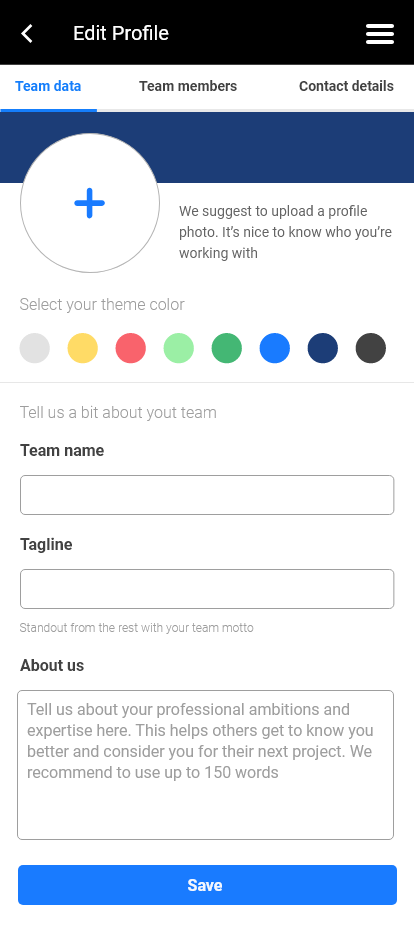 Edit Profile
Team data
Team members
Contact details
We suggest to upload a profile
photo. It's nice to know who you're
working with
Select your theme color
Tell us a bit about yout team
Team name
Tagline
Standout from the rest with your team motto
About us
Tell us about your professional ambitions and
expertise here. This helps others get to know you
better and consider you for their next project. We
recommend to use up to 150 words
Save